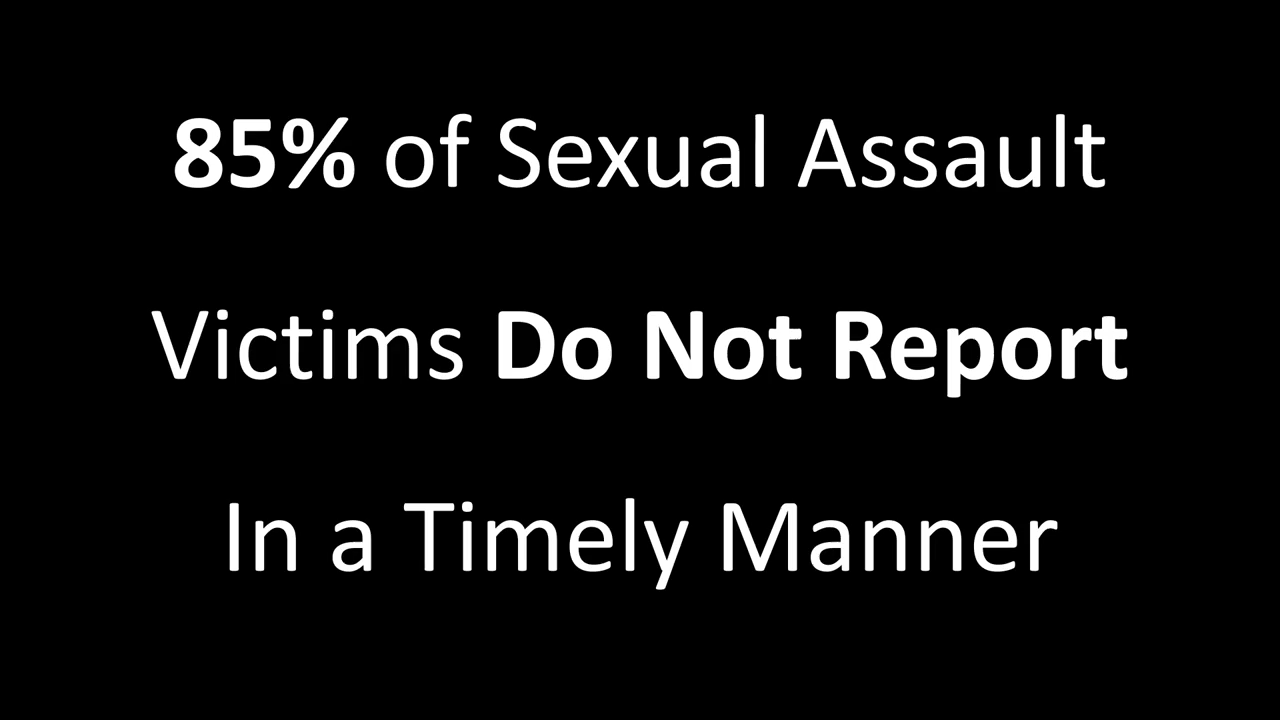 85% of Sexual Assault
Victims Do Not Report
In a Timely Manner